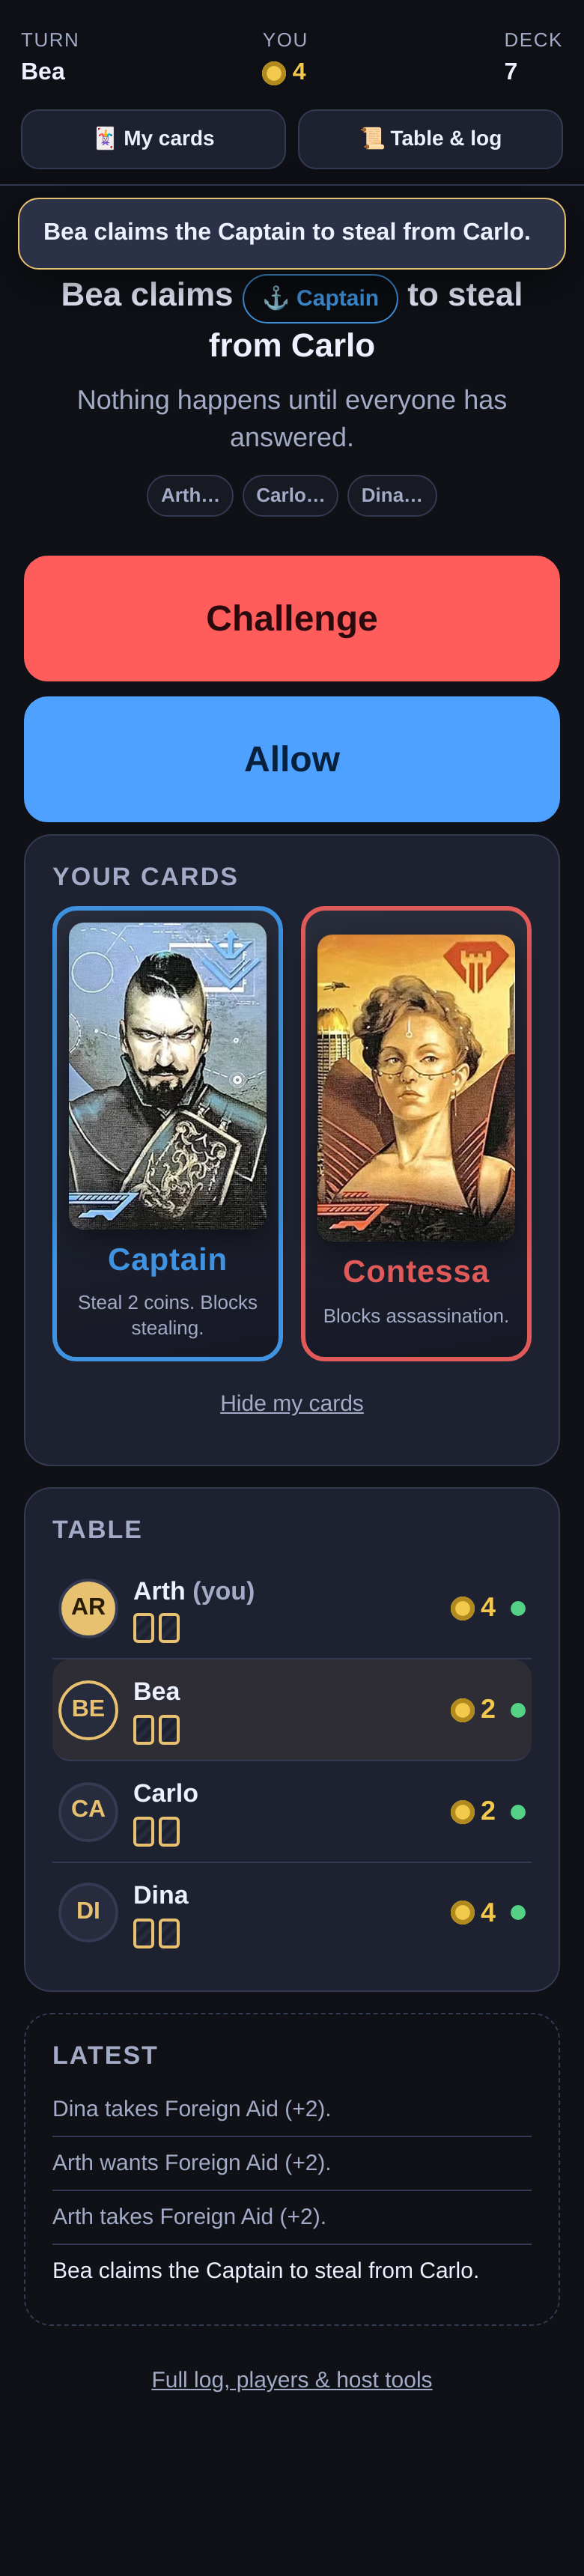 TURN YOU DECK
Bea 4 7
🃏 My cards 📜 Table & log
Bea claims the Captain to steal from Carlo.
Bea claims ⚓ Captain to steal
from Carlo
Nothing happens until everyone has
answered.
Arth… Carlo… Dina…
Challenge
Allow
YOUR CARDS
Captain
Steal 2 coins. Blocks
stealing.
Contessa
Blocks assassination.
Hide my cards
TABLE
AR Arth (you) 4
BE Bea 2
CA Carlo 2
DI Dina 4
LATEST
Dina takes Foreign Aid (+2).
Arth wants Foreign Aid (+2).
Arth takes Foreign Aid (+2).
Bea claims the Captain to steal from Carlo.
Full log, players & host tools